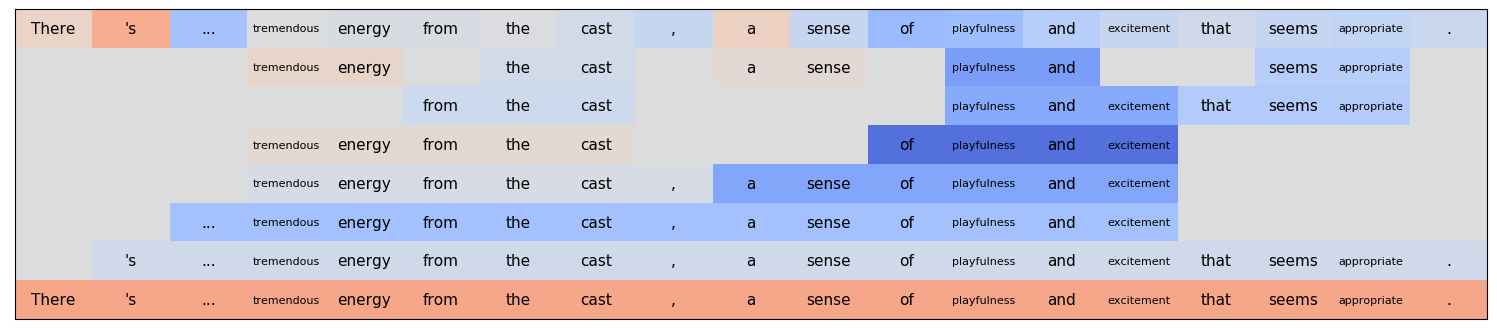 There 's ... tremendous energy from the cast , a sense of playfulness and excitement that seems appropriate .
tremendous energy the cast a sense playfulness and seems appropriate
from the cast playfulness and excitement that seems appropriate
tremendous energy from the cast of playfulness and excitement
tremendous energy from the cast , a sense of playfulness and excitement
... tremendous energy from the cast , a sense of playfulness and excitement
's ... tremendous energy from the cast , a sense of playfulness and excitement that seems appropriate .
There 's ... tremendous energy from the cast , a sense of playfulness and excitement that seems appropriate .